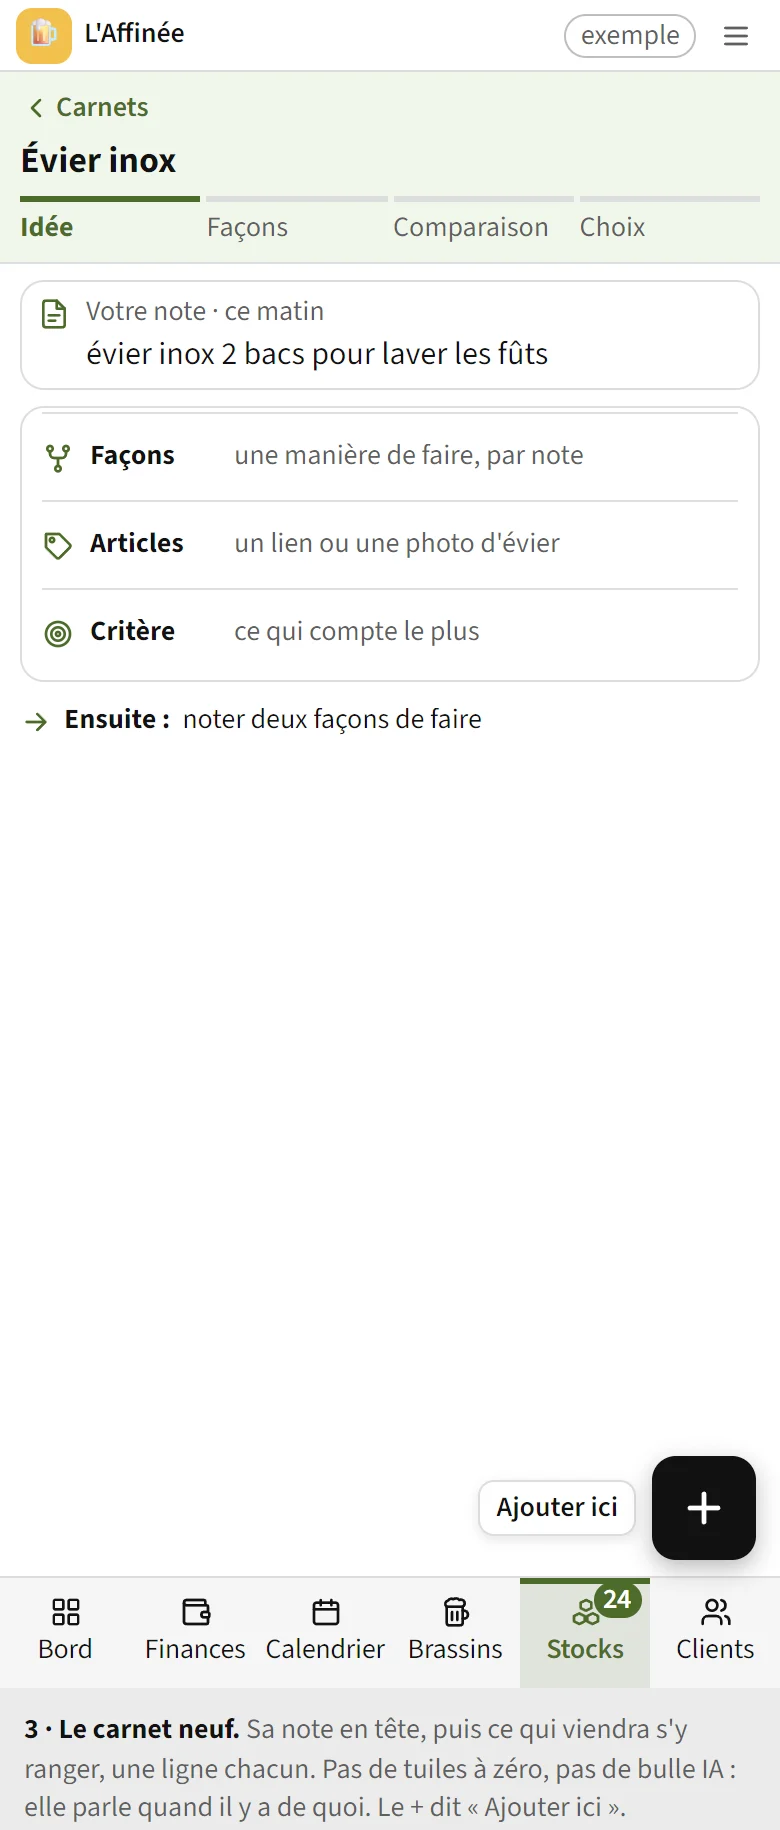 L'Affinée
exemple
Carnets
Évier inox
Idée
Façons
Comparaison
Choix
Votre note · ce matin
évier inox 2 bacs pour laver les fûts
Façons une manière de faire, par note
Articles un lien ou une photo d'évier
Critère ce qui compte le plus
Ensuite : noter deux façons de faire
Ajouter ici
24
Bord
Finances
Calendrier
Brassins
Stocks
Clients
3 · Le carnet neuf. Sa note en tête, puis ce qui viendra s'y
ranger, une ligne chacun. Pas de tuiles à zéro, pas de bulle IA :
elle parle quand il y a de quoi. Le + dit « Ajouter ici ».